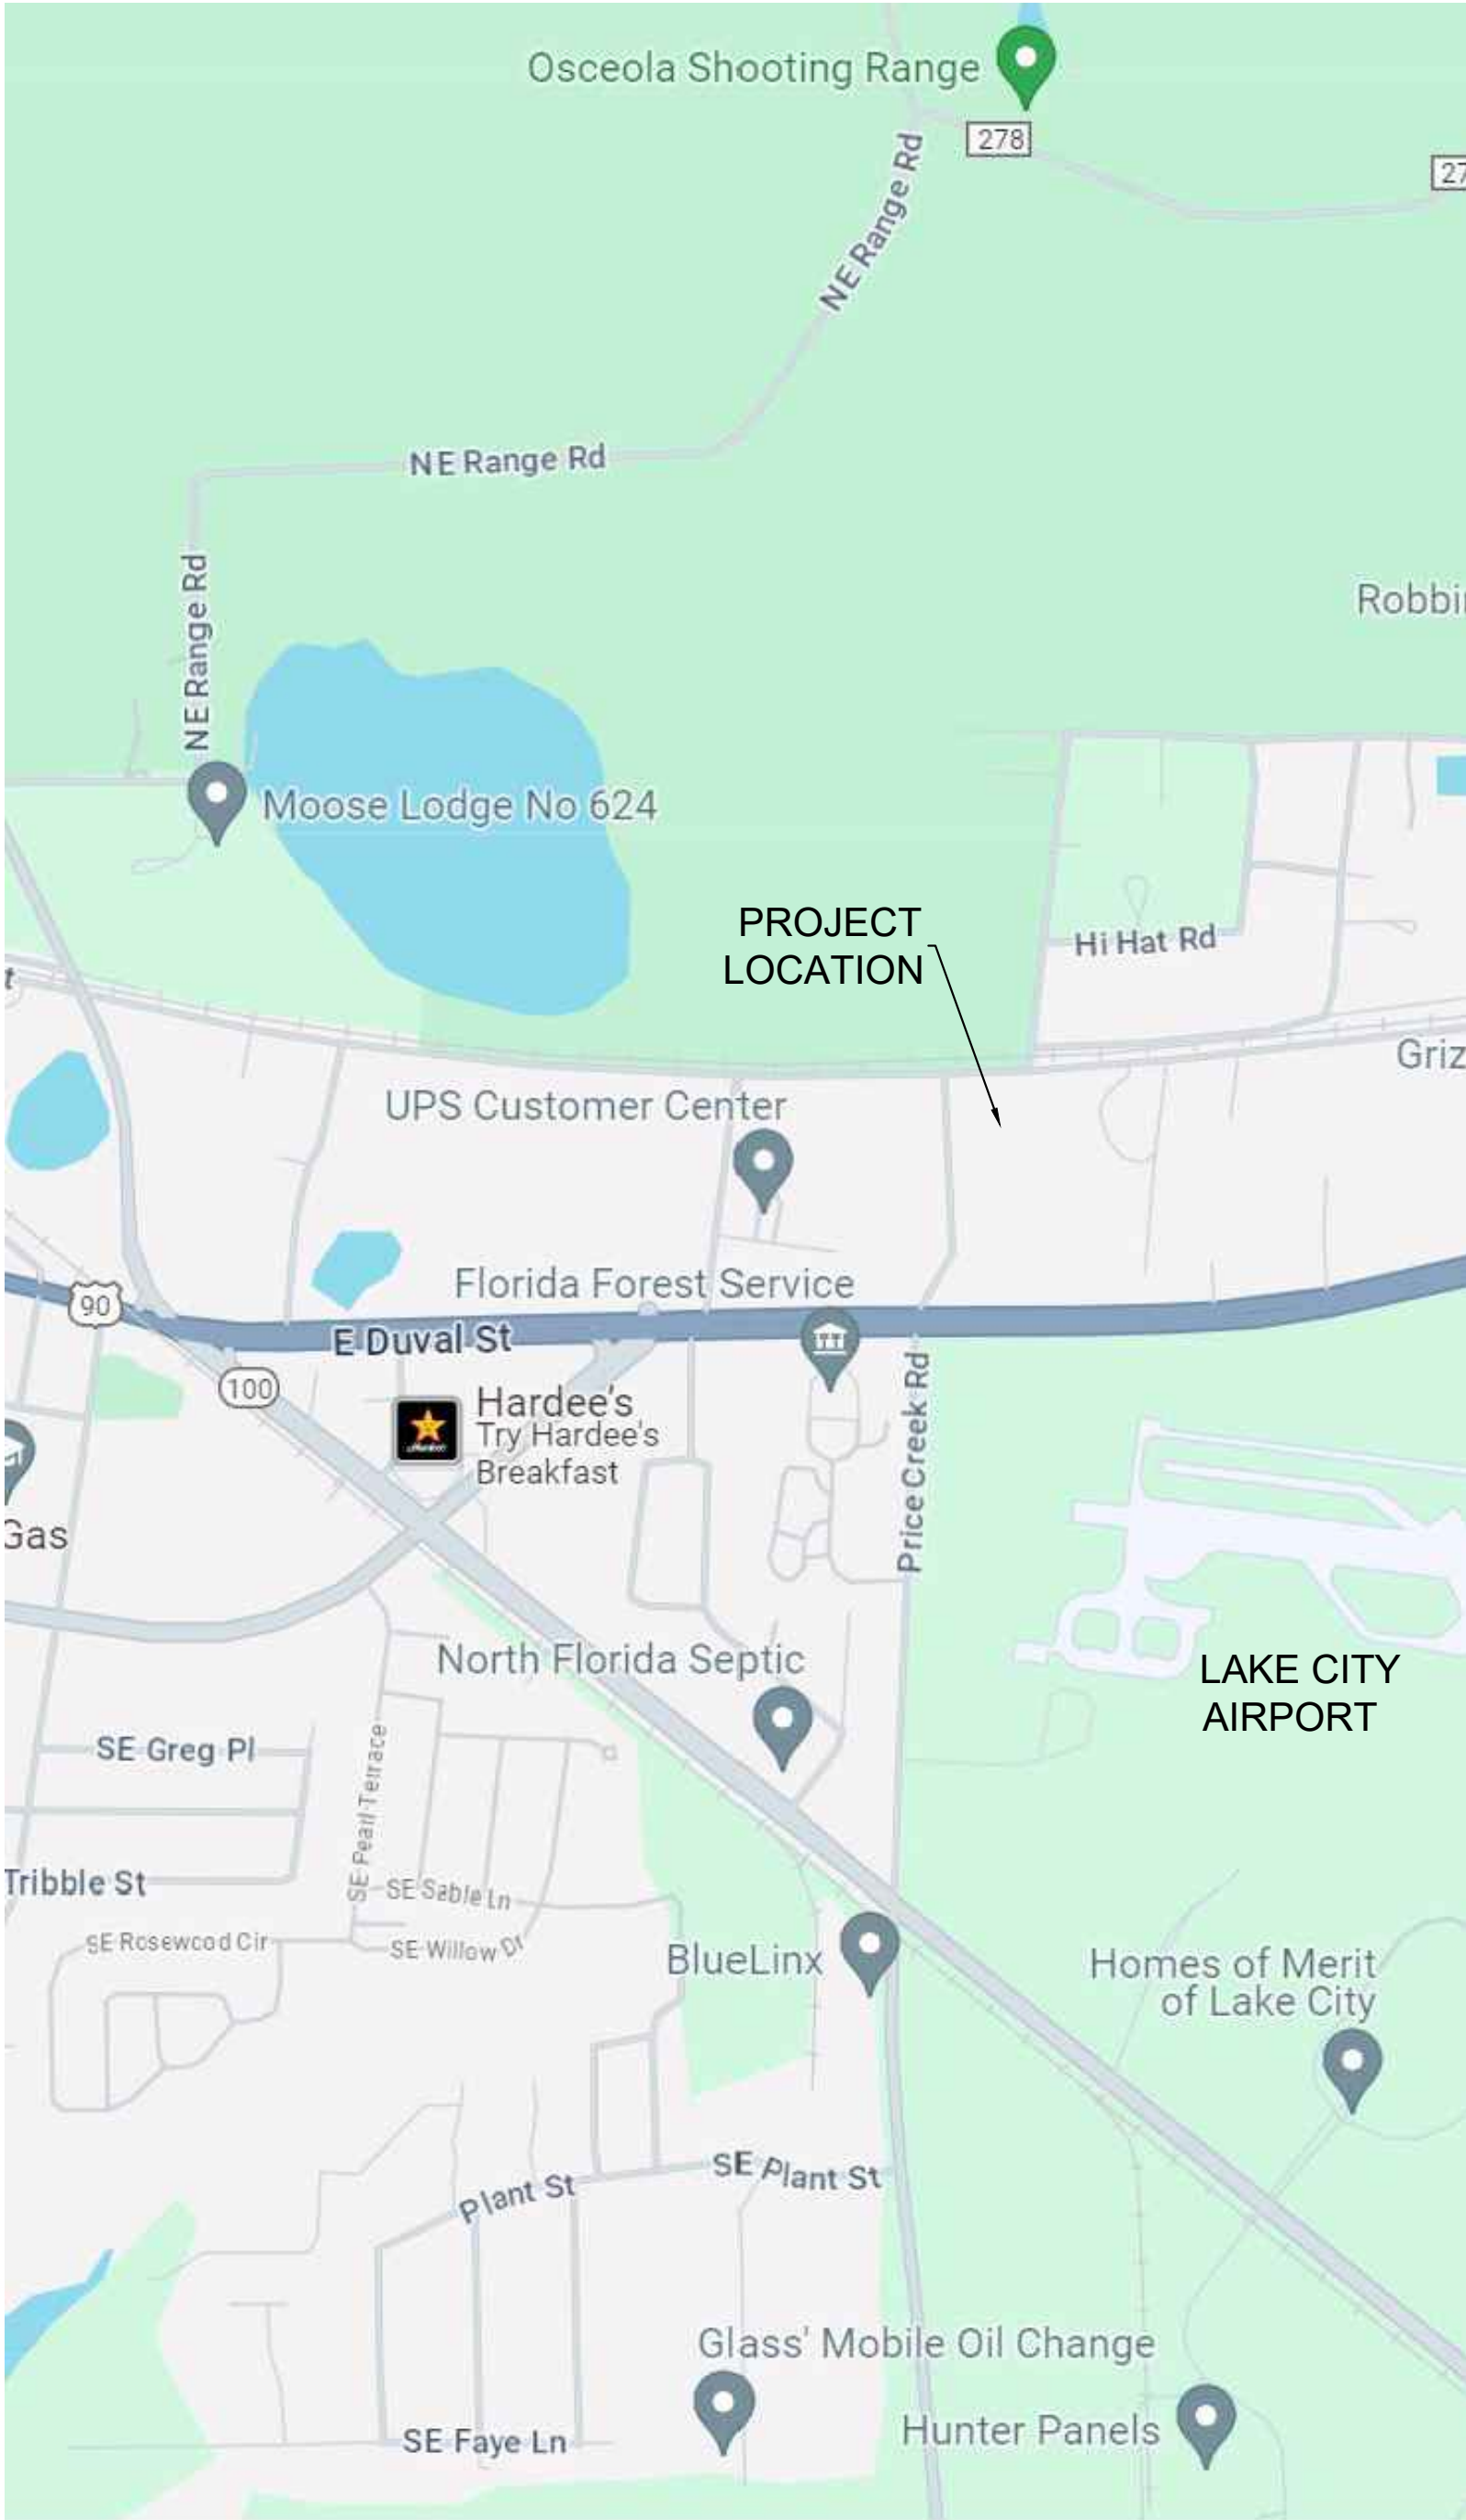 Osceola Shooting Range
278
27
NE Range Rd
NE Range Rd
NE Range Rd
Robbi
Moose Lodge No 624
PROJECT
LOCATION
Hi Hat Rd
t
Griz
UPS Customer Center
Florida Forest Service
90
E Duval St
100
Hardee's
Try Hardee's
Breakfast
Price Creek Rd
Gas
North Florida Septic
LAKE CITY
AIRPORT
SE Greg Pl
SE Pearl Terrace
Tribble St
SE Sable Ln
SE Rosewood Cir
SE Willow Dr
BlueLinx
Homes of Merit
of Lake City
SE Plant St
Plant St
Glass' Mobile Oil Change
Hunter Panels
SE Faye Ln